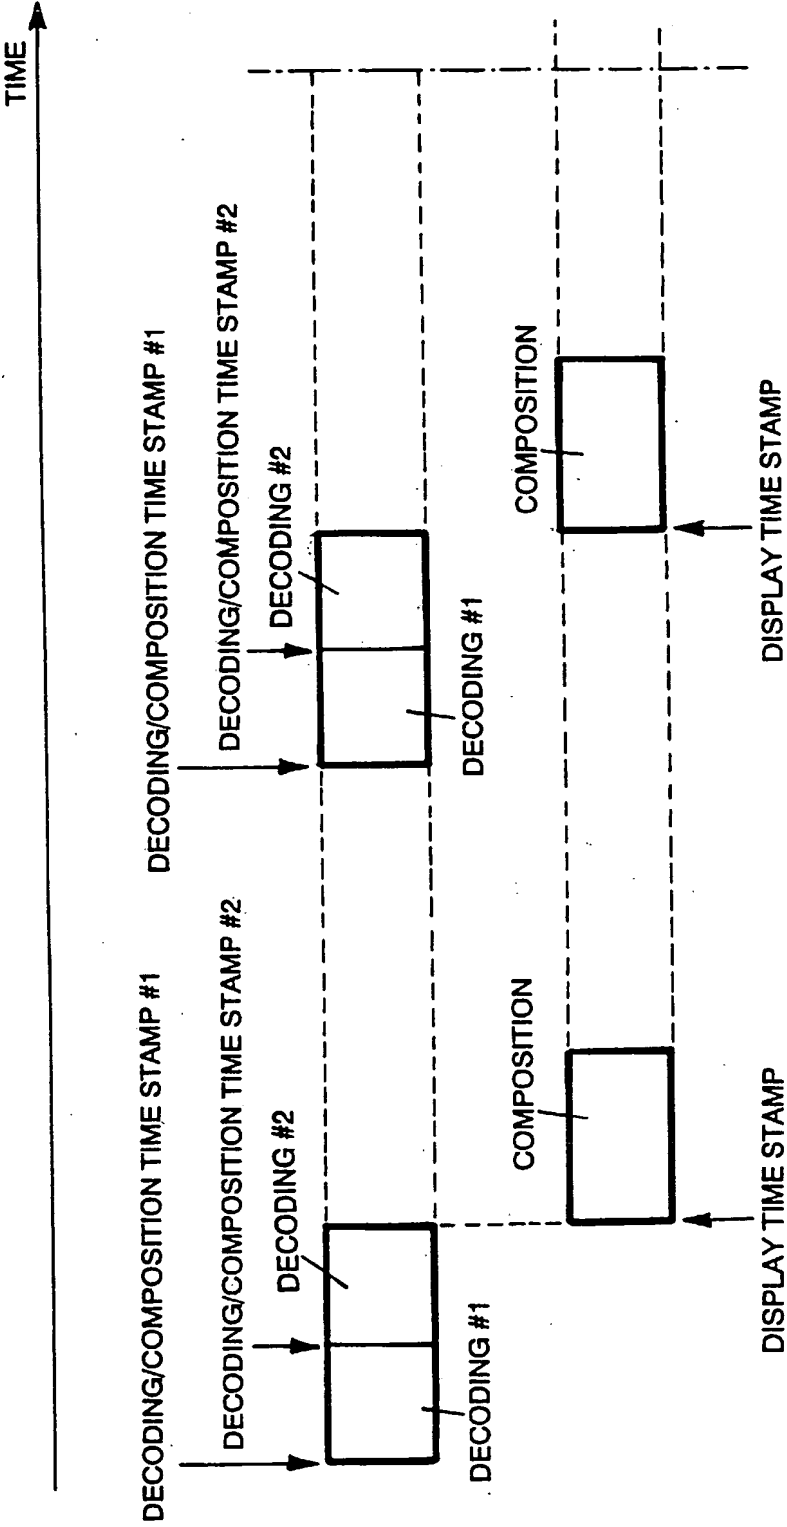 TIME
DECODING/COMPOSITION TIME STAMP #1
DECODING/COMPOSITION TIME STAMP #2
DECODING #2
DECODING #1
COMPOSITION
DISPLAY TIME STAMP
DECODING/COMPOSITION TIME STAMP #1
DECODING/COMPOSITION TIME STAMP #2
DECODING #2
DECODING #1
COMPOSITION
DISPLAY TIME STAMP